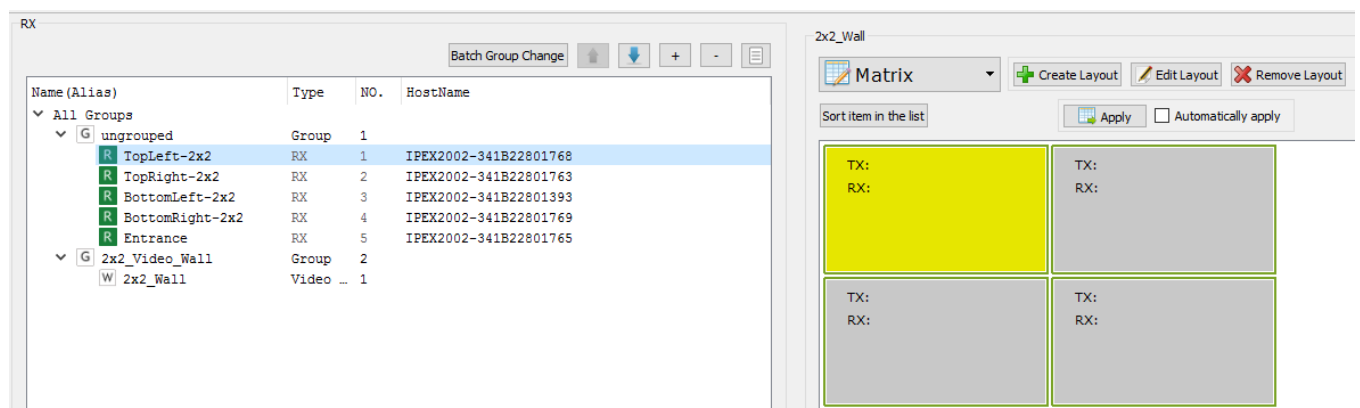 RX
Batch Group Change + -
Name(Alias) Type NO. HostName
All Groups
G ungrouped Group 1
R TopLeft-2x2 RX 1 IPEX2002-341B22801768
R TopRight-2x2 RX 2 IPEX2002-341B22801763
R BottomLeft-2x2 RX 3 IPEX2002-341B22801393
R BottomRight-2x2 RX 4 IPEX2002-341B22801769
R Entrance RX 5 IPEX2002-341B22801765
G 2x2_Video_Wall Group 2
W 2x2_Wall Video … 1
2x2_Wall
Matrix Create Layout Edit Layout Remove Layout
Sort item in the list Apply Automatically apply
TX: TX:
RX: RX:
TX: TX:
RX: RX: